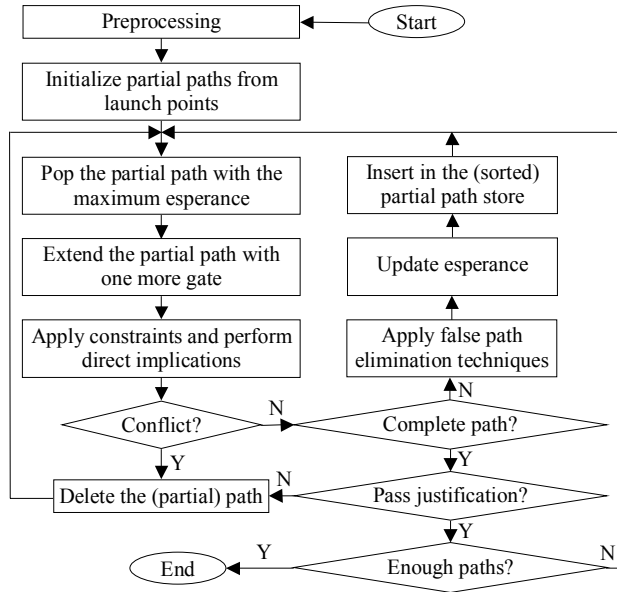 Preprocessing
Start
Initialize partial paths from
launch points
Pop the partial path with the
maximum esperance
Extend the partial path with
one more gate
Apply constraints and perform
direct implications
Conflict?
N
Y
Delete the (partial) path
Insert in the (sorted)
partial path store
Update esperance
Apply false path
elimination techniques
N
Complete path?
Y
N
Pass justification?
Y
Enough paths?
Y
N
End